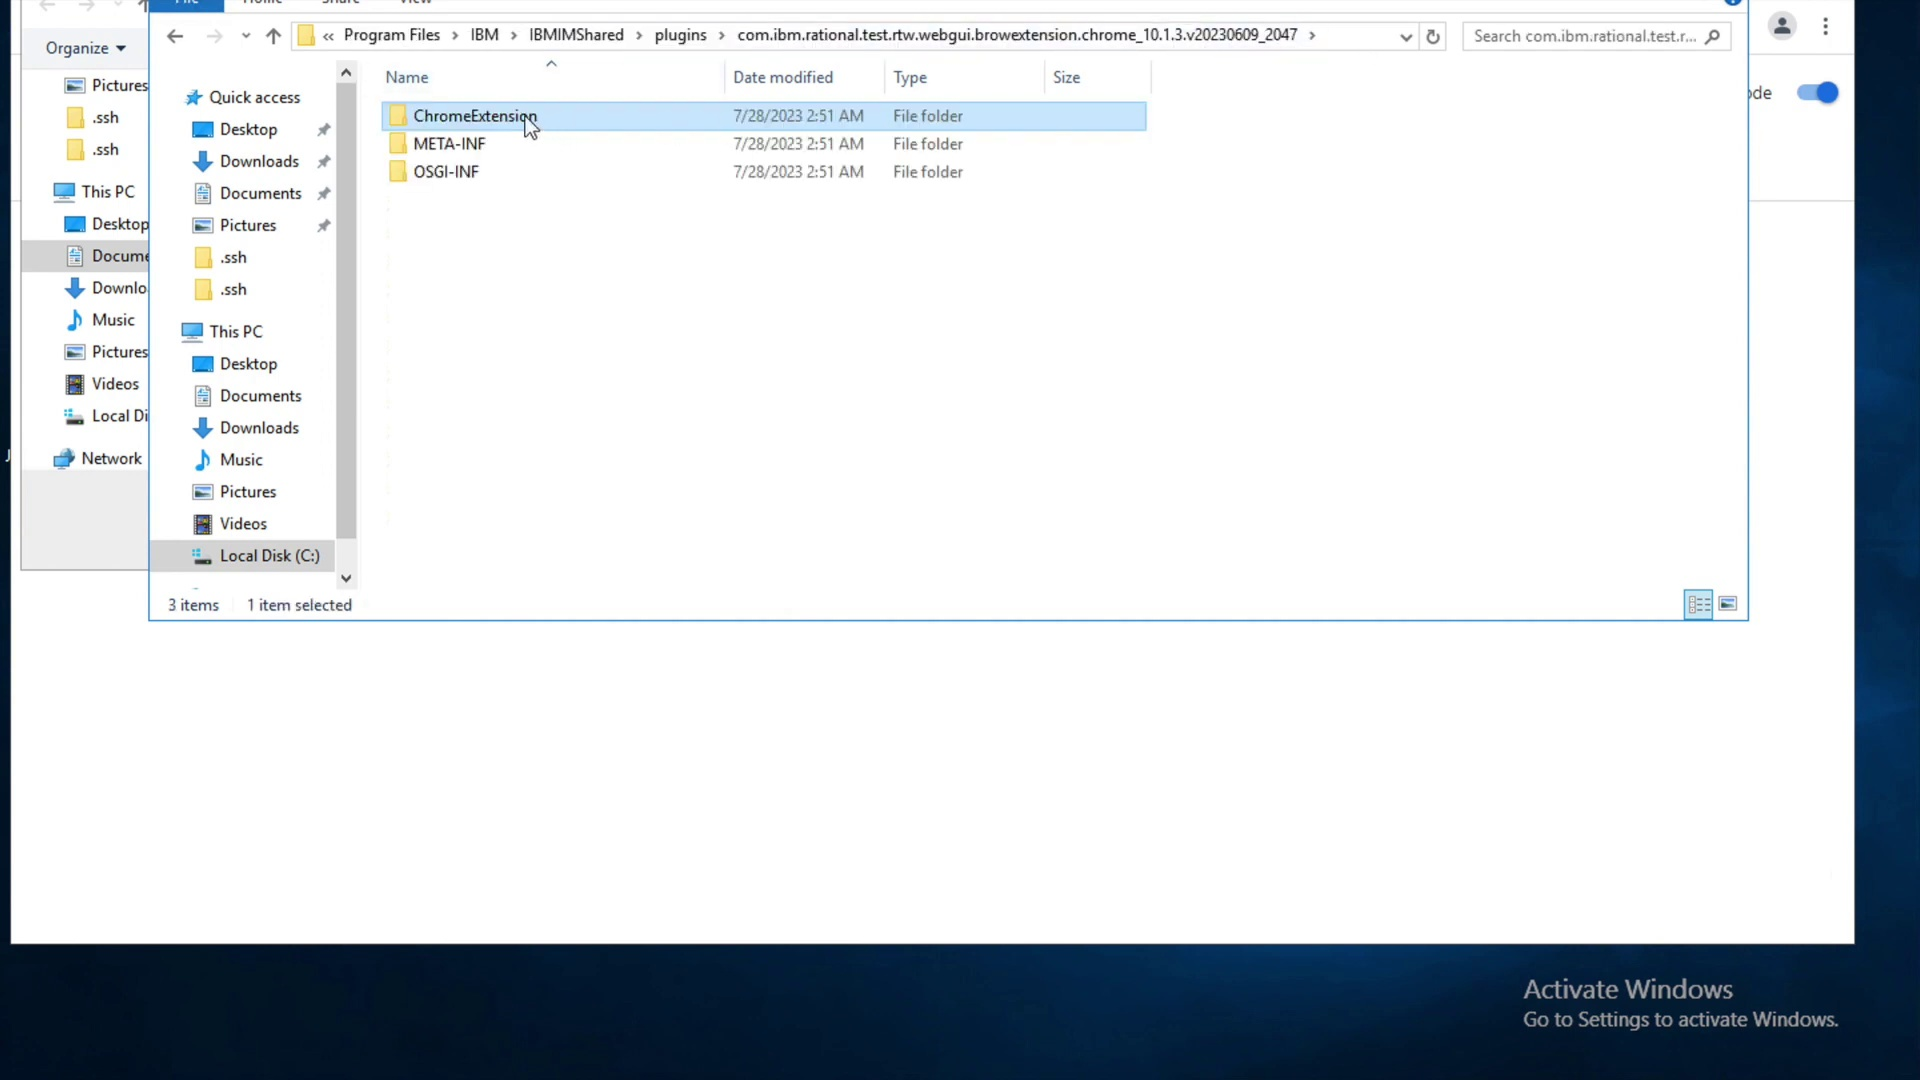 File Home Share View
« Program Files > IBM > IBMIMShared > plugins > com.ibm.rational.test.rtw.webgui.browextension.chrome_10.1.3.v20230609_2047 >
Search com.ibm.rational.test.r...
Organize
Name Date modified Type Size
Pictures
.ssh
.ssh
This PC
Desktop
Docume
Downlo
Music
Pictures
Videos
Local Di
Network
Quick access
Desktop
Downloads
Documents
Pictures
.ssh
.ssh
This PC
Desktop
Documents
Downloads
Music
Pictures
Videos
Local Disk (C:)
ChromeExtension 7/28/2023 2:51 AM File folder
META-INF 7/28/2023 2:51 AM File folder
OSGI-INF 7/28/2023 2:51 AM File folder
3 items 1 item selected
ode
Activate Windows
Go to Settings to activate Windows.